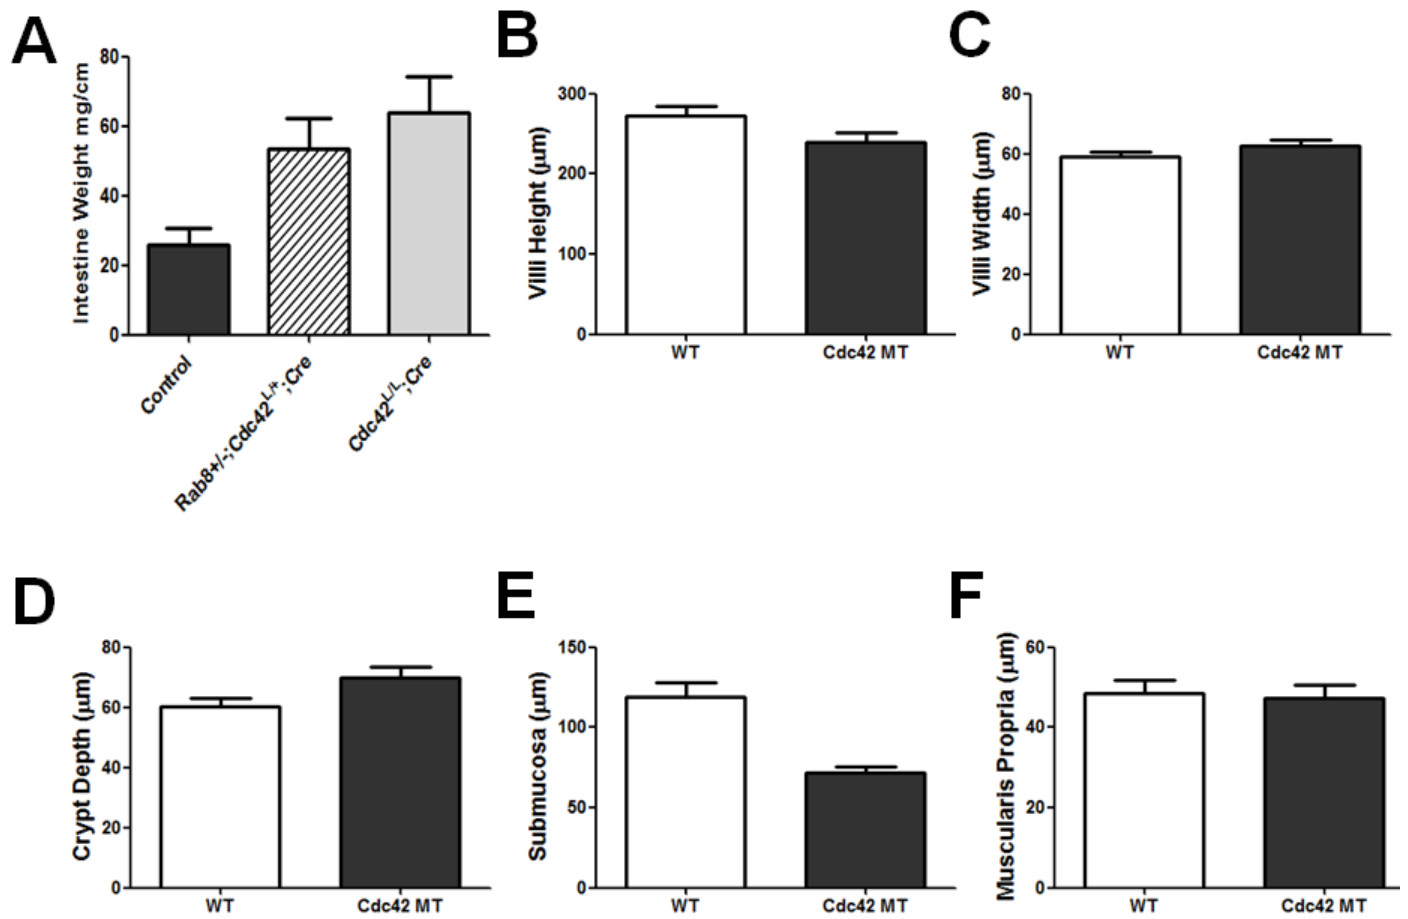 A
Intestine Weight mg/cm
80
60
40
20
0
Control
Rab8+/-;Cdc42L/+;Cre
Cdc42L/L;Cre
B
Villi Height (μm)
300
200
100
0
WT
Cdc42 MT
C
Villi Width (μm)
80
60
40
20
0
WT
Cdc42 MT
D
Crypt Depth (μm)
80
60
40
20
0
WT
Cdc42 MT
E
Submucosa (μm)
150
100
50
0
WT
Cdc42 MT
F
Muscularis Propria (μm)
60
40
20
0
WT
Cdc42 MT